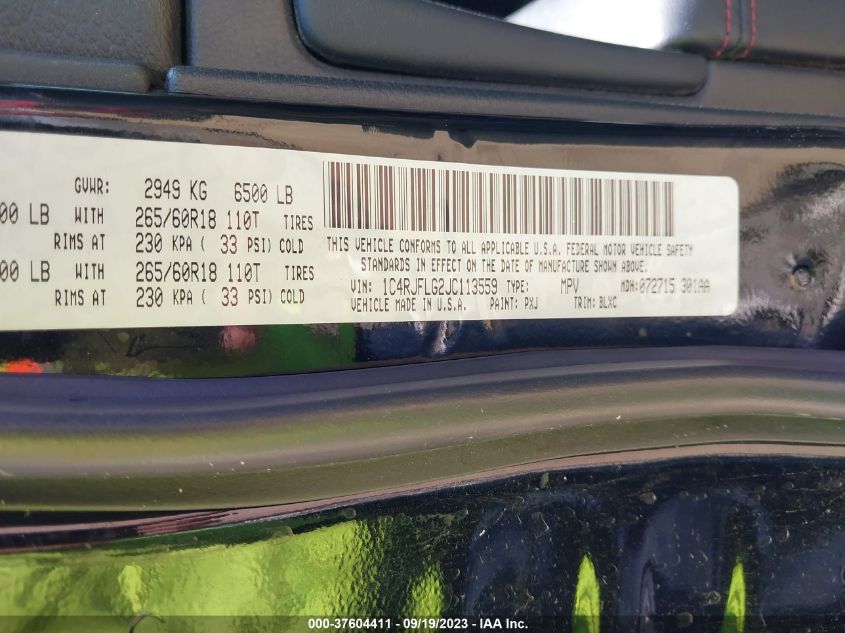 GVWR: 2949 KG 6500 LB
00 LB WITH 265/60R18 110T TIRES
RIMS AT 230 KPA ( 33 PSI) COLD
00 LB WITH 265/60R18 110T TIRES
RIMS AT 230 KPA ( 33 PSI) COLD
THIS VEHICLE CONFORMS TO ALL APPLICABLE U.S.A. FEDERAL MOTOR VEHICLE SAFETY
STANDARDS IN EFFECT ON THE DATE OF MANUFACTURE SHOWN ABOVE.
VIN: 1C4RJFLG2JC113559 TYPE: MPV MDH: 072715 301AA
VEHICLE MADE IN U.S.A. PAINT: PXJ TRIM: BLXC
000-37604411 - 09/19/2023 - IAA Inc.